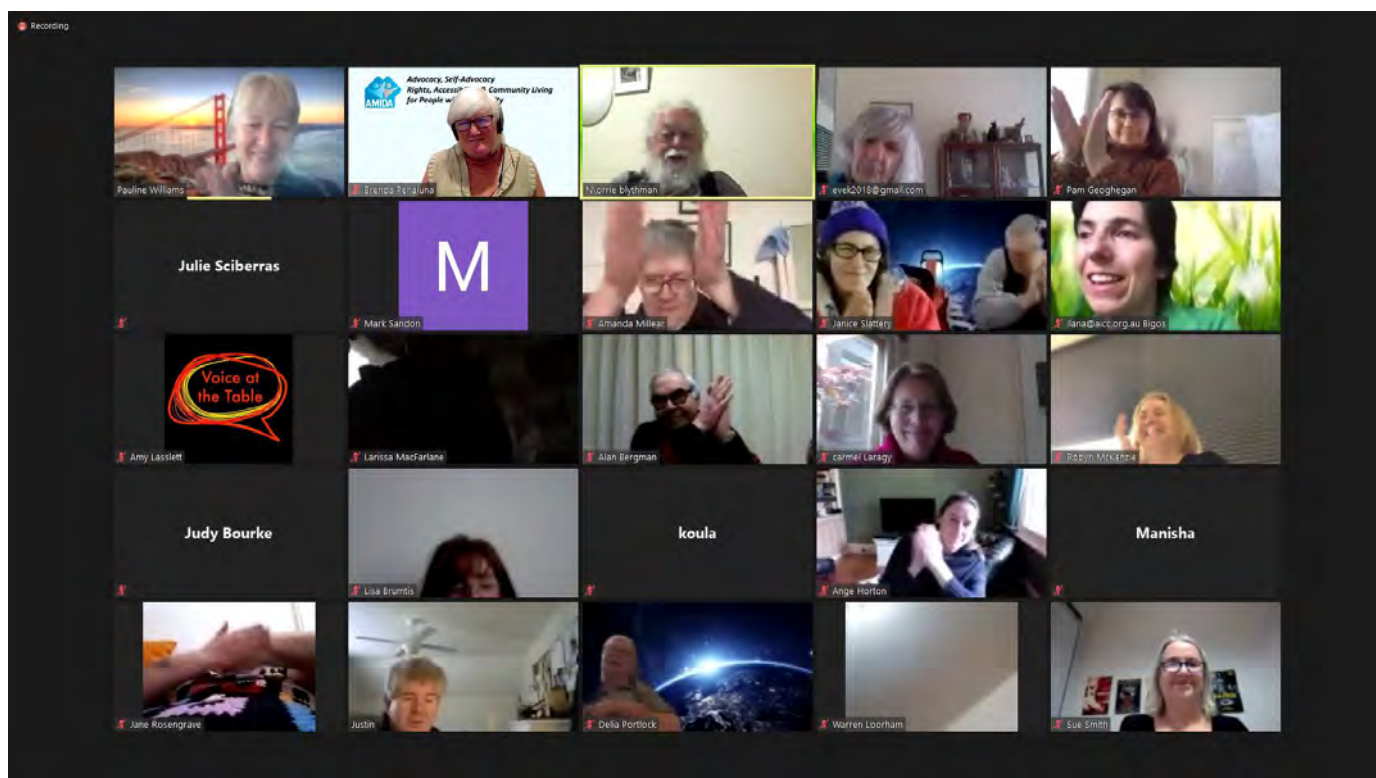 Recording
Advocacy, Self-Advocacy
Rights, Community Living
for People
AMIDA
Pauline Williams
Brenda Penaluna
Morrie blythman
evek2018@gmail.com
Pam Geoghegan
Julie Sciberras
M
Mark Sandon
Amanda Millear
Janice Slattery
ilana@aicc.org.au Bigos
Voice at
the Table
Amy Lasslett
Larissa MacFarlane
Alan Bergman
carmel Laragy
Robyn McKenzie
Judy Bourke
Lisa Brumtis
koula
Ange Horton
Manisha
Jane Rosengrave
Justin
Delia Portlock
Warren Loorham
Sue Smith